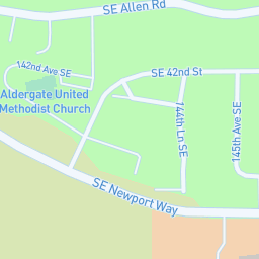 SE Allen Rd
142nd Ave SE
SE 42nd St
Aldergate United
Methodist Church
144th Ln SE
145th Ave SE
SE Newport Way